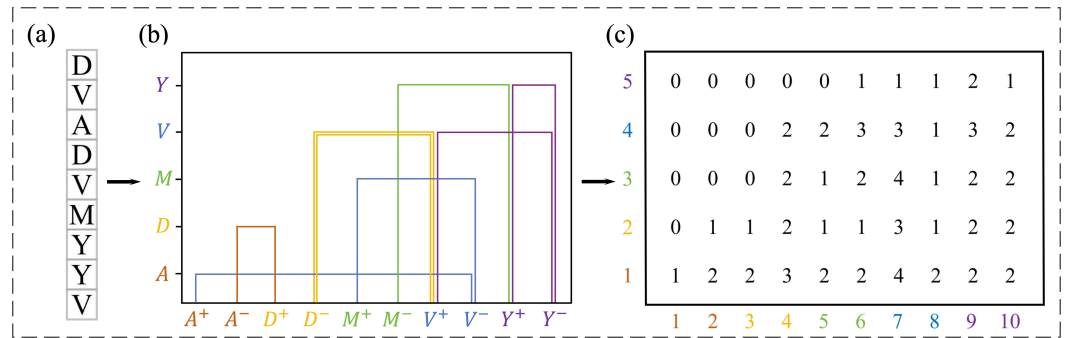 (a)
D
V
A
D
V
M
Y
Y
V
(b)
Y
V
M
D
A
A⁺ A⁻ D⁺ D⁻ M⁺ M⁻ V⁺ V⁻ Y⁺ Y⁻
(c)
5 0 0 0 0 0 1 1 1 2 1
4 0 0 0 2 2 3 3 1 3 2
3 0 0 0 2 1 2 4 1 2 2
2 0 1 1 2 1 1 3 1 2 2
1 1 2 2 3 2 2 4 2 2 2
1 2 3 4 5 6 7 8 9 10